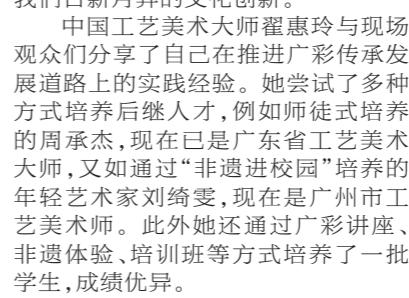 我们日新月异的文化创新。
中国工艺美术大师翟惠玲与现场
观众们分享了自己在推进广彩传承发
展道路上的实践经验。她尝试了多种
方式培养后继人才,例如师徒式培养
的周承杰,现在已是广东省工艺美术
大师,又如通过“非遗进校园”培养的
年轻艺术家刘绮雯,现在是广州市工
艺美术师。此外她还通过广彩讲座、
非遗体验、培训班等方式培养了一批
学生,成绩优异。